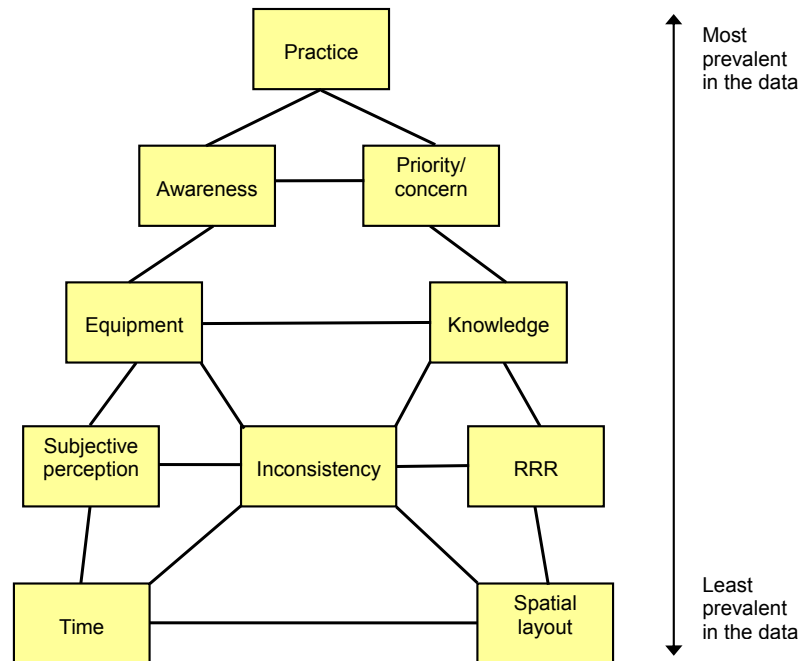 Practice
Most
prevalent
in the data
Awareness
Priority/
concern
Equipment
Knowledge
Subjective
perception
Inconsistency
RRR
Time
Spatial
layout
Least
prevalent
in the data